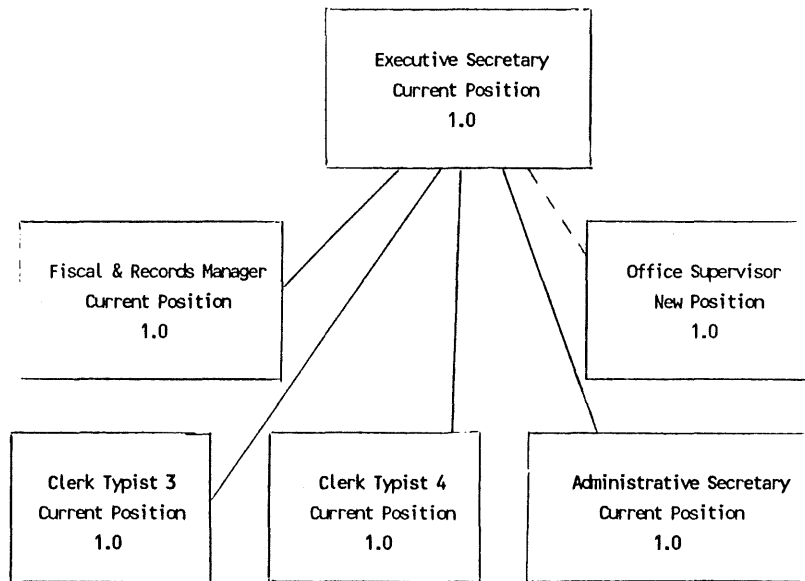 Executive Secretary
Current Position
1.0
Fiscal & Records Manager
Current Position
1.0
Office Supervisor
New Position
1.0
Clerk Typist 3
Current Position
1.0
Clerk Typist 4
Current Position
1.0
Administrative Secretary
Current Position
1.0